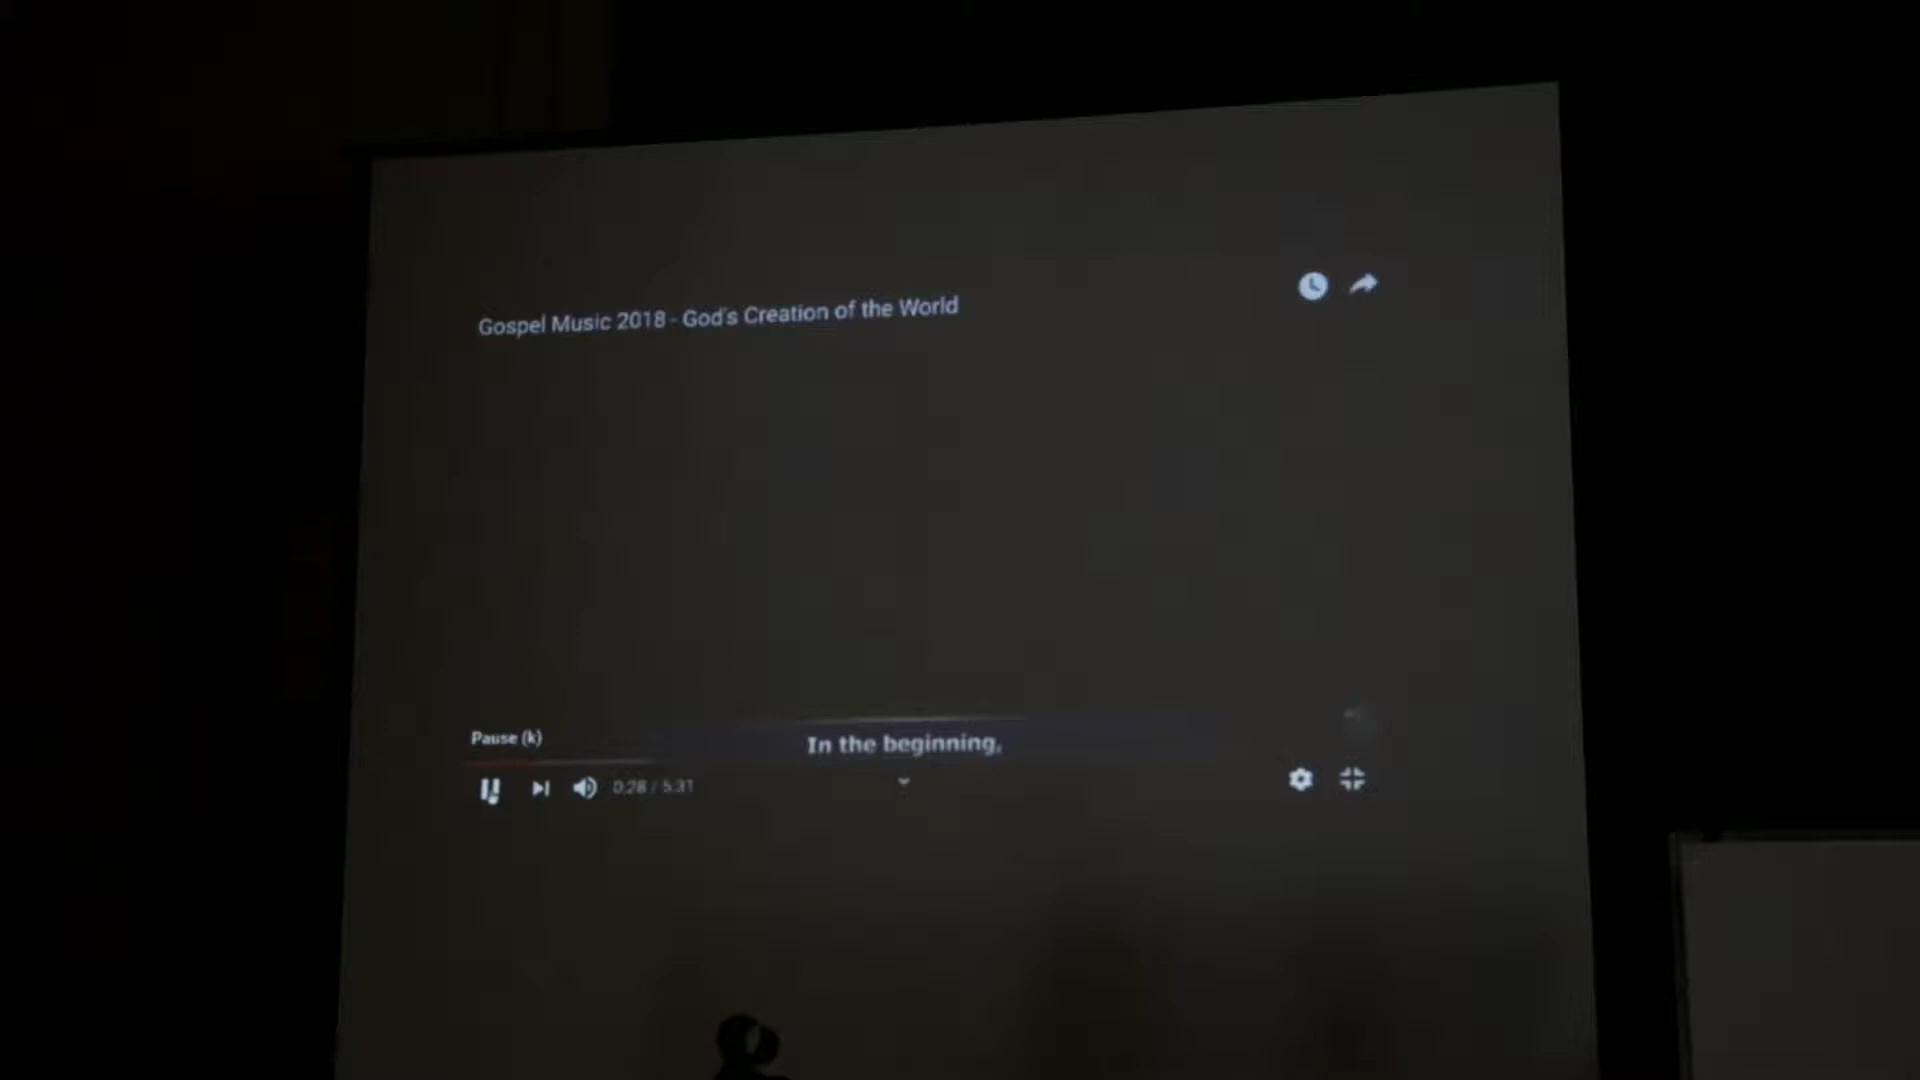 Gospel Music 2018 - God's Creation of the World
Pause (k)
In the beginning,
0:28 / 5:31